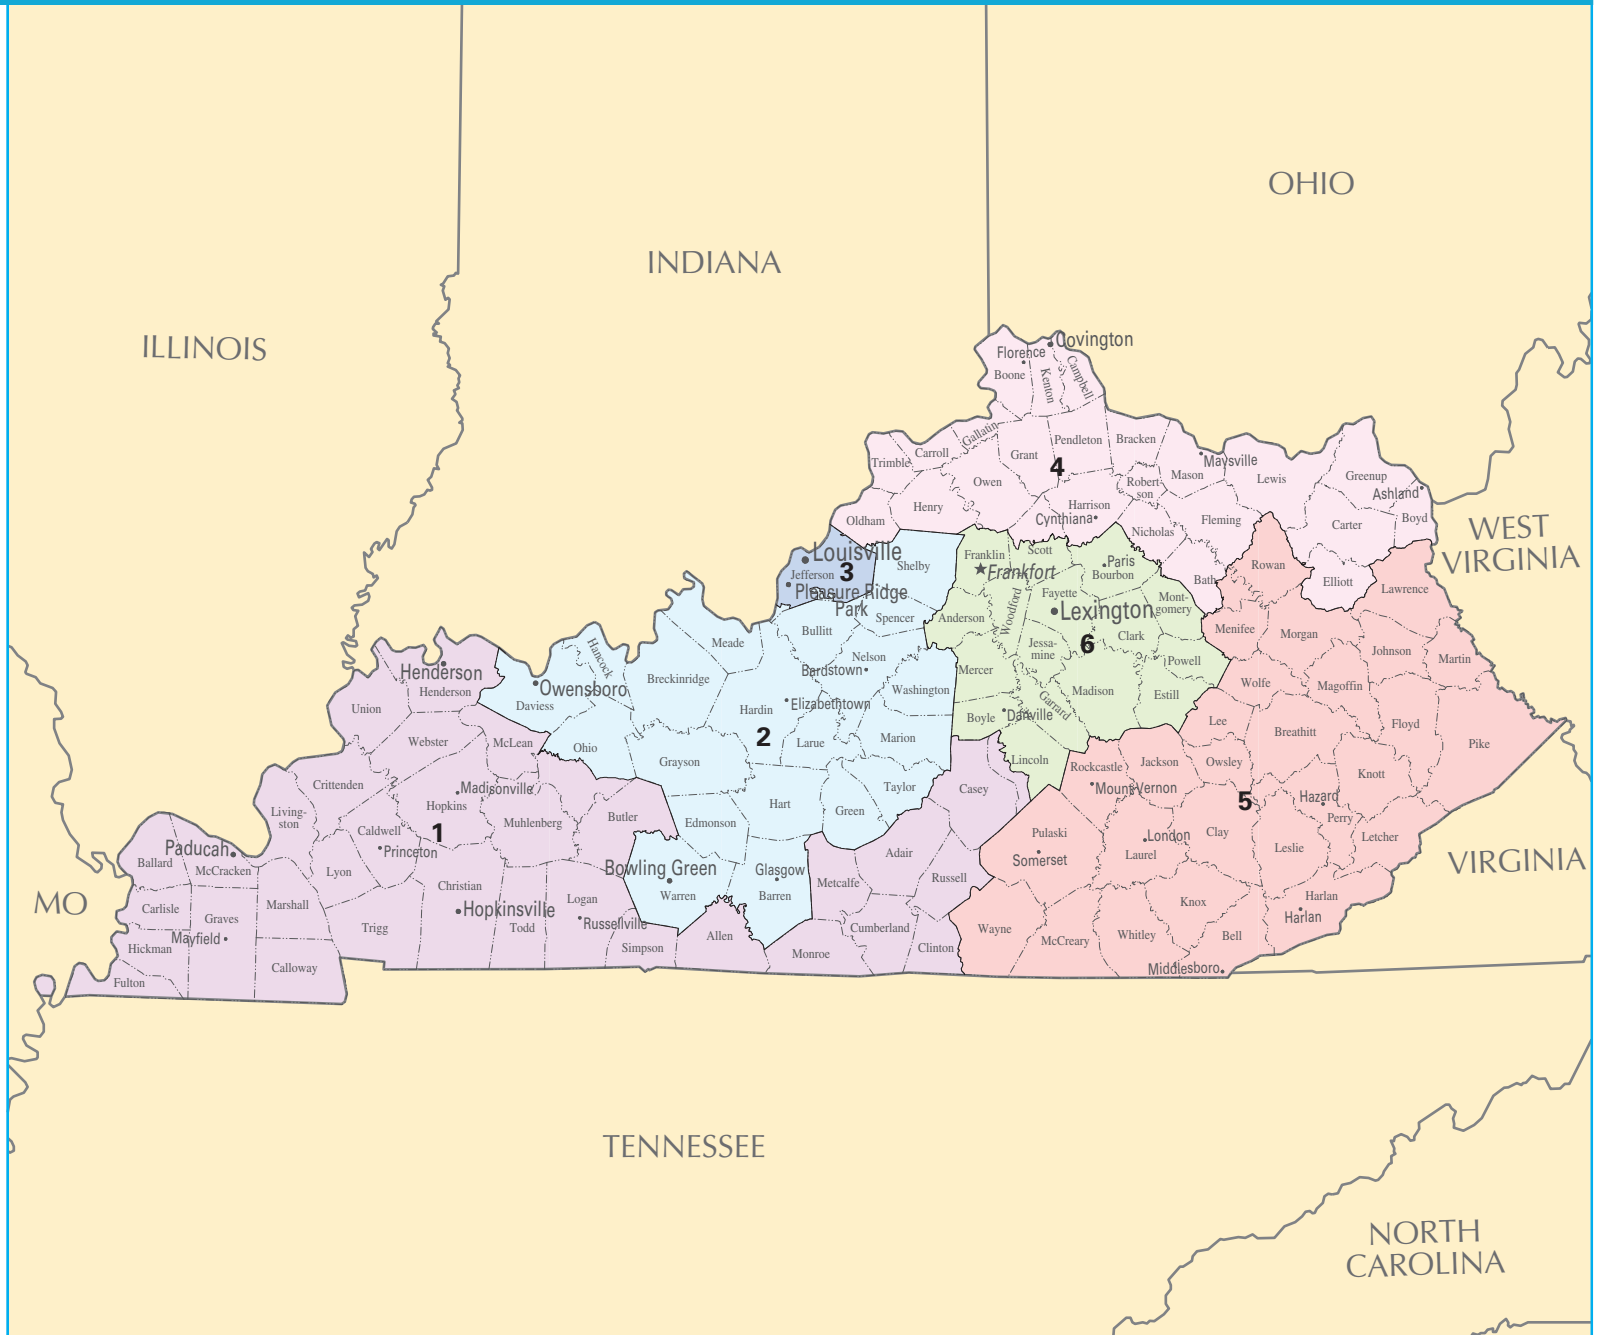 OHIO
INDIANA
ILLINOIS
Covington
Florence
Boone
Kenton
Campbell
Gallatin
Carroll
Trimble
Grant
Pendleton
Bracken
4
Owen
Maysville
Mason
Lewis
Greenup
Ashland
Robert-
son
Henry
Harrison
Cynthiana
Oldham
Nicholas
Fleming
Carter
Boyd
WEST
VIRGINIA
Louisville
Jefferson
3
Pleasure Ridge
Park
Shelby
Franklin
Scott
Frankfort
Paris
Bourbon
Bath
Rowan
Elliott
Lawrence
Woodford
Fayette
Lexington
Mont-
gomery
Anderson
Spencer
Bullitt
Meade
Hancock
Clark
6
Jessa-
mine
Menifee
Morgan
Johnson
Martin
Henderson
Henderson
Owensboro
Daviess
Breckinridge
Nelson
Bardstown
Washington
Mercer
Powell
Madison
Estill
Garrard
Wolfe
Magoffin
Union
Hardin
Elizabethtown
Boyle
Danville
Lee
Breathitt
Floyd
Pike
Webster
McLean
Ohio
2
Larue
Marion
Grayson
Lincoln
Rockcastle
Jackson
Owsley
Knott
Crittenden
Madisonville
Hopkins
Taylor
Casey
Mount Vernon
5
Hazard
Perry
Living-
ston
Caldwell
1
Princeton
Muhlenberg
Butler
Edmonson
Hart
Green
Pulaski
Somerset
London
Laurel
Clay
Leslie
Letcher
Paducah
Ballard
McCracken
Lyon
Bowling Green
Warren
Glasgow
Barren
Adair
Metcalfe
Russell
VIRGINIA
MO
Carlisle
Graves
Marshall
Christian
Hopkinsville
Todd
Logan
Russellville
Trigg
Mayfield
Hickman
Calloway
Fulton
Simpson
Allen
Monroe
Cumberland
Clinton
Wayne
McCreary
Whitley
Knox
Bell
Harlan
Harlan
Middlesboro
TENNESSEE
NORTH
CAROLINA